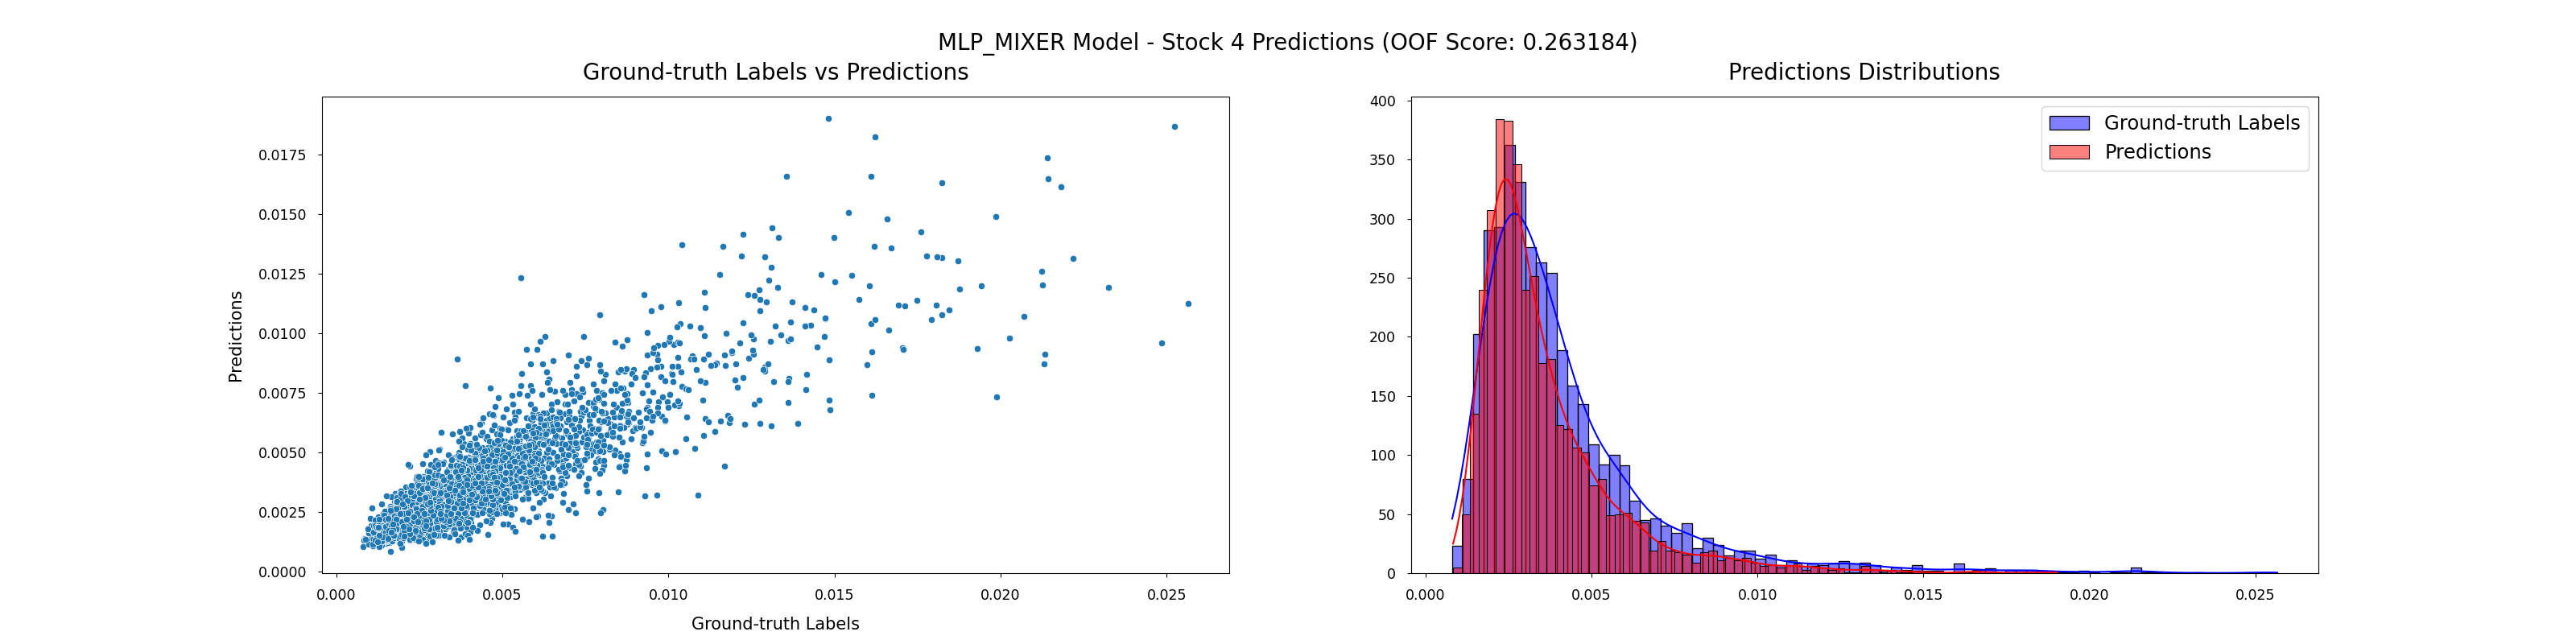 MLP_MIXER Model - Stock 4 Predictions (OOF Score: 0.263184)
Ground-truth Labels vs Predictions
Predictions
0.0175
0.0150
0.0125
0.0100
0.0075
0.0050
0.0025
0.0000
0.000 0.005 0.010 0.015 0.020 0.025
Ground-truth Labels
Predictions Distributions
400
350
300
250
200
150
100
50
0
0.000 0.005 0.010 0.015 0.020 0.025
Ground-truth Labels
Predictions